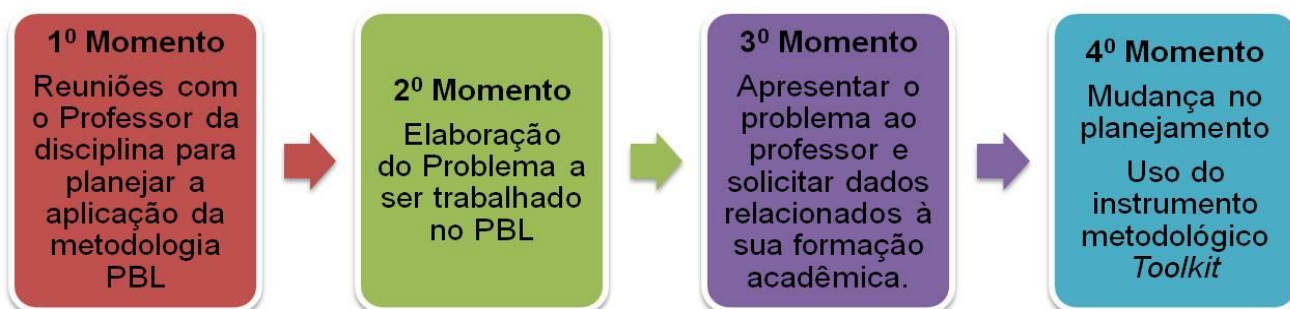 1⁰ Momento
Reuniões com
o Professor da
disciplina para
planejar a
aplicação da
metodologia
PBL
2⁰ Momento
Elaboração
do Problema a
ser trabalhado
no PBL
3⁰ Momento
Apresentar o
problema ao
professor e
solicitar dados
relacionados à
sua formação
acadêmica.
4⁰ Momento
Mudança no
planejamento
Uso do
instrumento
metodológico
Toolkit